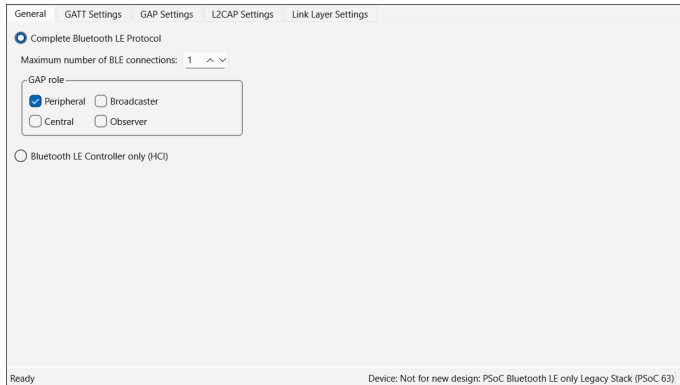 General GATT Settings GAP Settings L2CAP Settings Link Layer Settings
Complete Bluetooth LE Protocol
Maximum number of BLE connections: 1
GAP role
Peripheral Broadcaster
Central Observer
Bluetooth LE Controller only (HCI)
Ready Device: Not for new design: PSoC Bluetooth LE only Legacy Stack (PSoC 63)